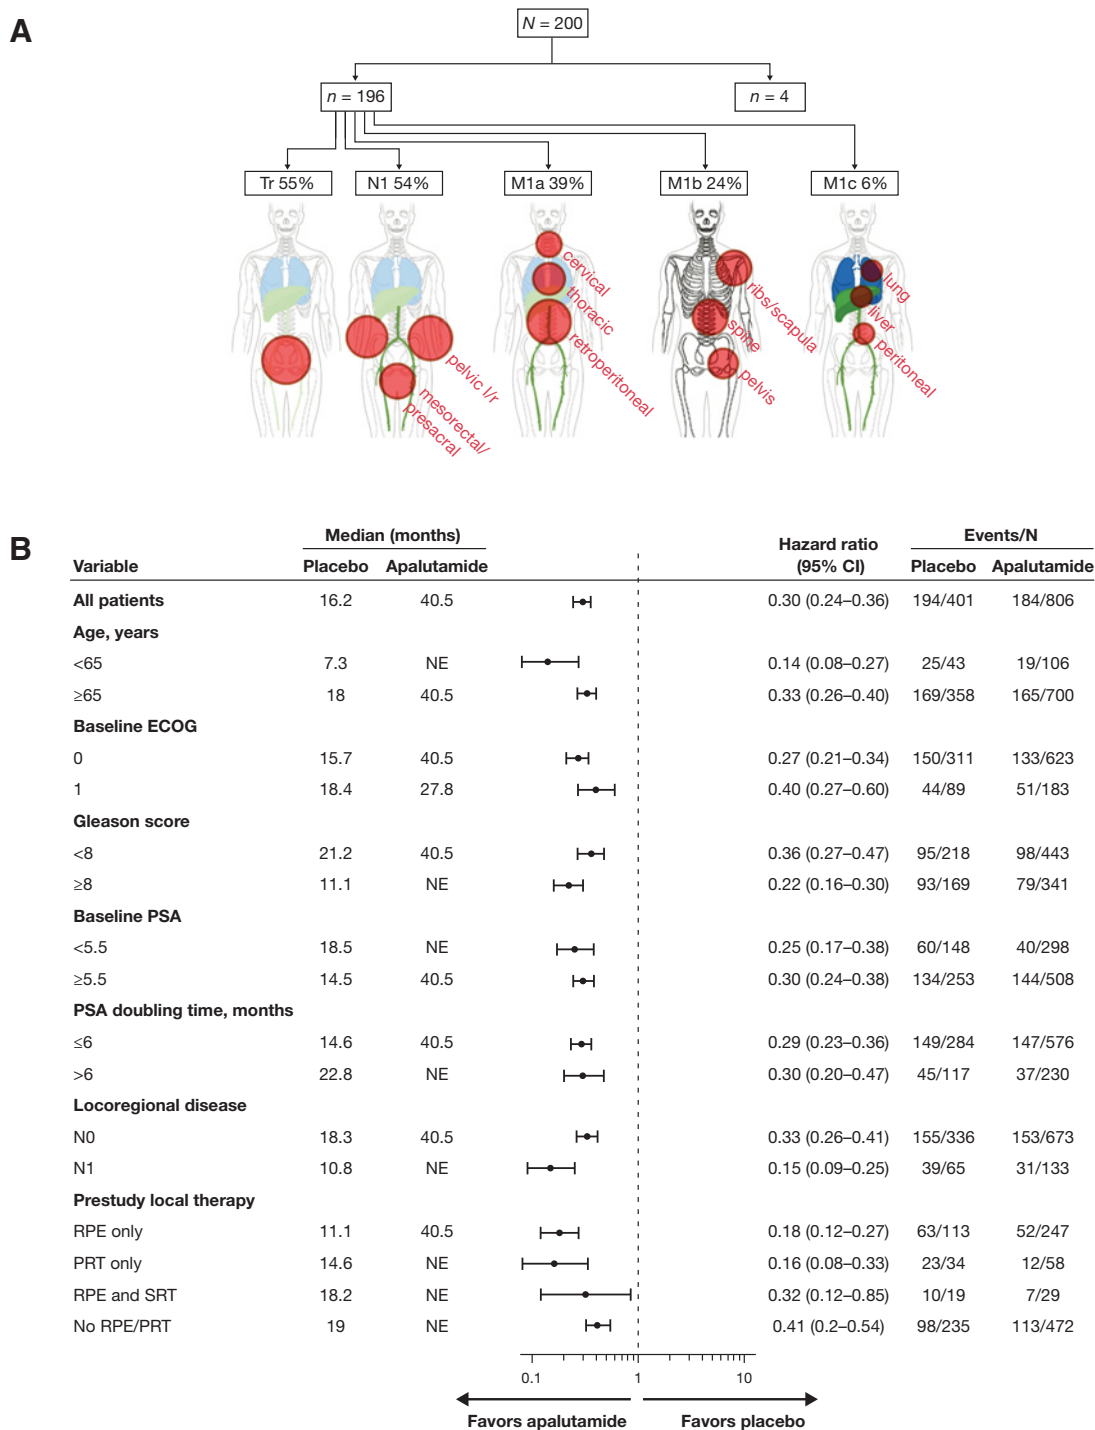 A
N = 200
n = 196
n = 4
Tr 55%
N1 54%
M1a 39%
M1b 24%
M1c 6%
pelvic l/r
mesorectal/
presacral
cervical
thoracic
retroperitoneal
ribs/scapula
spine
pelvis
lung
liver
peritoneal
B
Median (months) Events/N
Hazard ratio
Variable Placebo Apalutamide (95% CI) Placebo Apalutamide
All patients 16.2 40.5 0.30 (0.24–0.36) 194/401 184/806
Age, years
<65 7.3 NE 0.14 (0.08–0.27) 25/43 19/106
≥65 18 40.5 0.33 (0.26–0.40) 169/358 165/700
Baseline ECOG
0 15.7 40.5 0.27 (0.21–0.34) 150/311 133/623
1 18.4 27.8 0.40 (0.27–0.60) 44/89 51/183
Gleason score
<8 21.2 40.5 0.36 (0.27–0.47) 95/218 98/443
≥8 11.1 NE 0.22 (0.16–0.30) 93/169 79/341
Baseline PSA
<5.5 18.5 NE 0.25 (0.17–0.38) 60/148 40/298
≥5.5 14.5 40.5 0.30 (0.24–0.38) 134/253 144/508
PSA doubling time, months
≤6 14.6 40.5 0.29 (0.23–0.36) 149/284 147/576
>6 22.8 NE 0.30 (0.20–0.47) 45/117 37/230
Locoregional disease
N0 18.3 40.5 0.33 (0.26–0.41) 155/336 153/673
N1 10.8 NE 0.15 (0.09–0.25) 39/65 31/133
Prestudy local therapy
RPE only 11.1 40.5 0.18 (0.12–0.27) 63/113 52/247
PRT only 14.6 NE 0.16 (0.08–0.33) 23/34 12/58
RPE and SRT 18.2 NE 0.32 (0.12–0.85) 10/19 7/29
No RPE/PRT 19 NE 0.41 (0.2–0.54) 98/235 113/472
0.1 1 10
Favors apalutamide Favors placebo